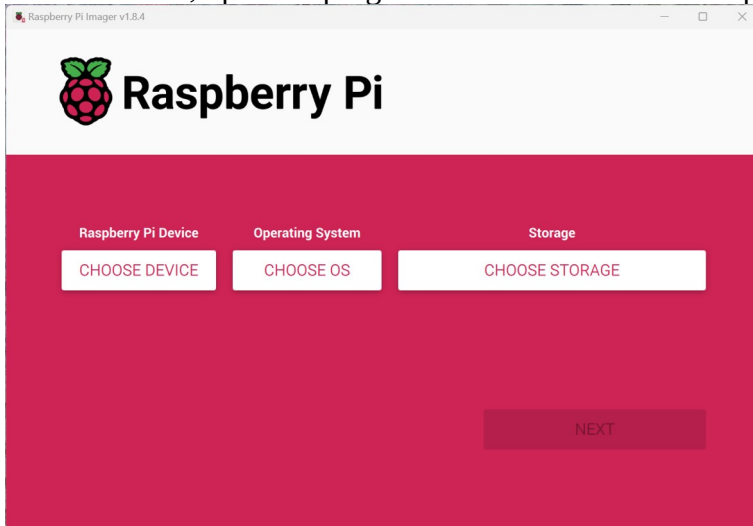 Raspberry Pi Imager v1.8.4
Raspberry Pi
Raspberry Pi Device Operating System Storage
CHOOSE DEVICE CHOOSE OS CHOOSE STORAGE
NEXT